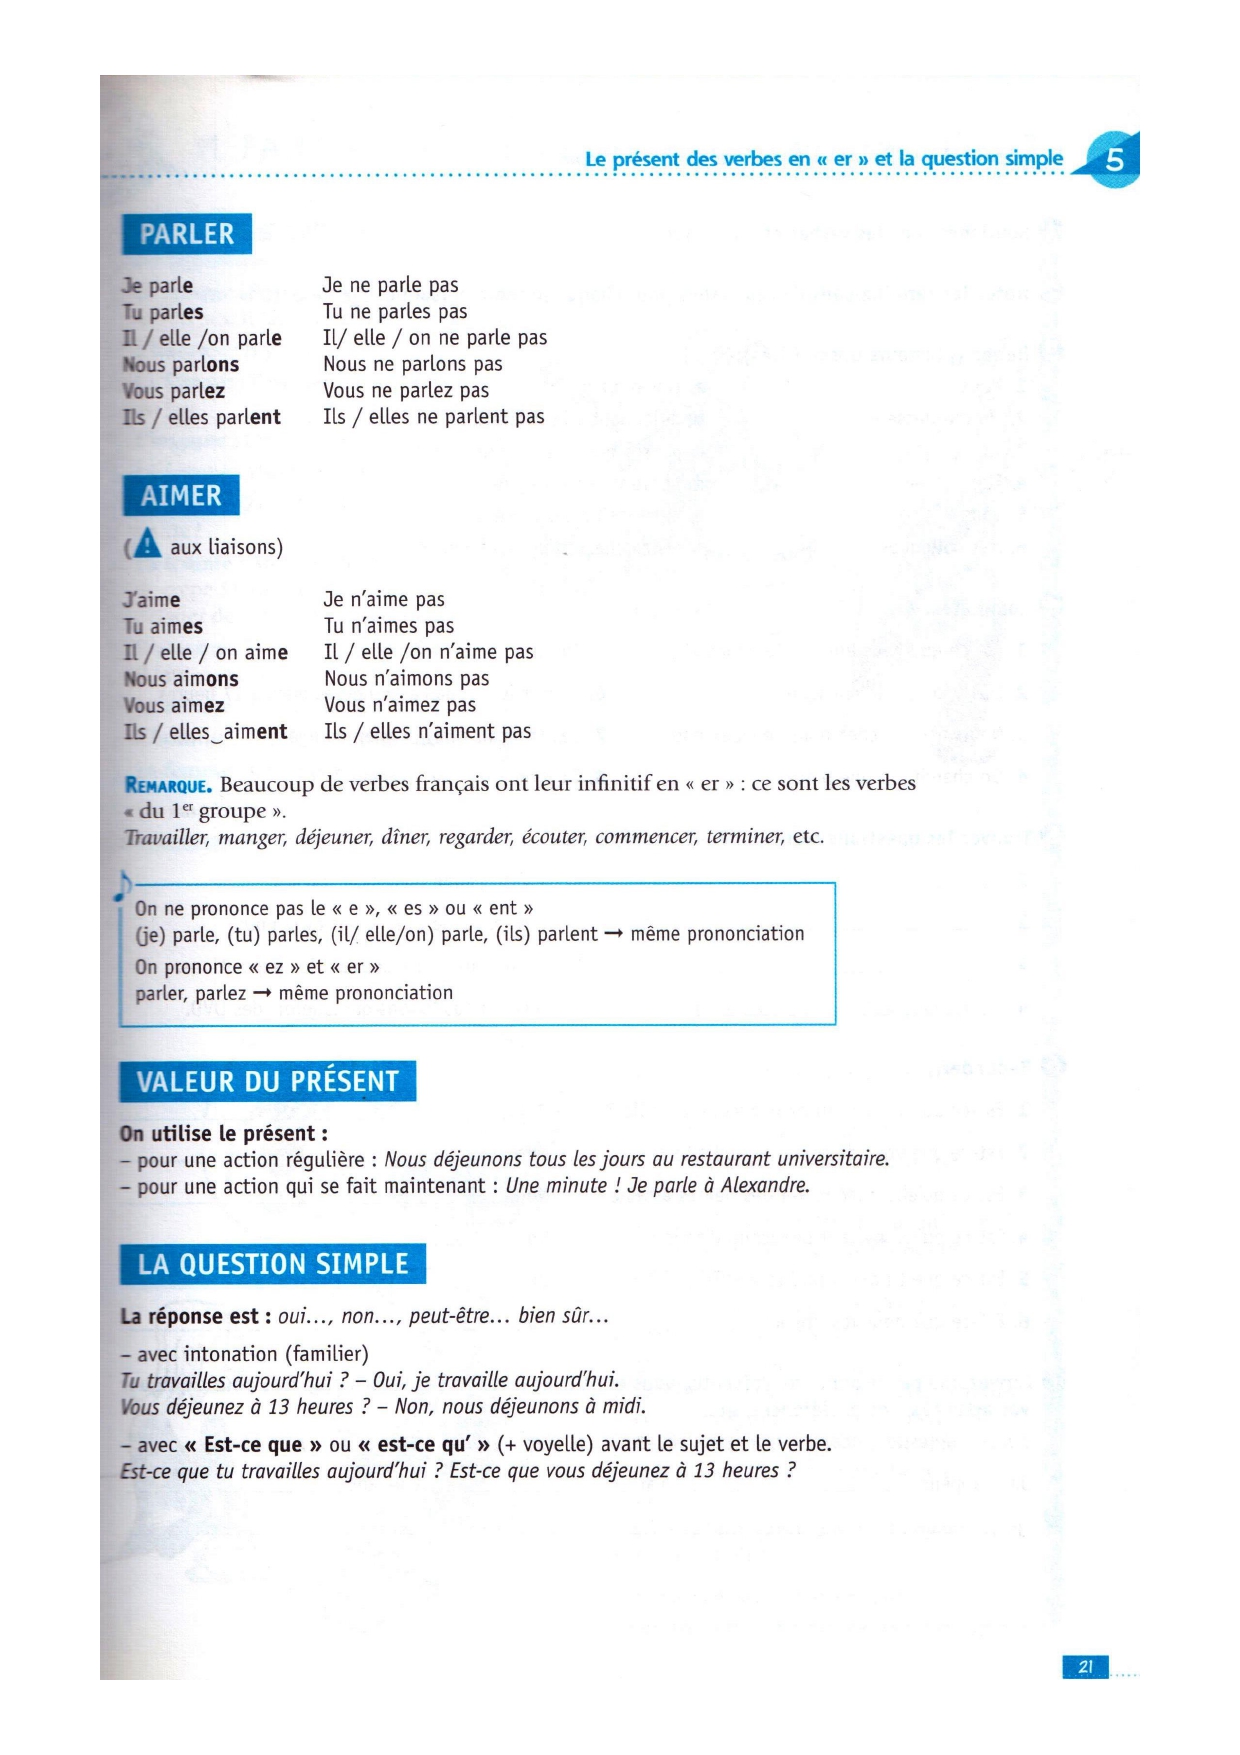 Le présent des verbes en « er » et la question simple 5
PARLER
Je parle Je ne parle pas
Tu parles Tu ne parles pas
Il / elle /on parle Il/ elle / on ne parle pas
Nous parlons Nous ne parlons pas
Vous parlez Vous ne parlez pas
Ils / elles parlent Ils / elles ne parlent pas
AIMER
(! aux liaisons)
J'aime Je n'aime pas
Tu aimes Tu n'aimes pas
Il / elle / on aime Il / elle /on n'aime pas
Nous aimons Nous n'aimons pas
Vous aimez Vous n'aimez pas
Ils / elles‿aiment Ils / elles n'aiment pas
REMARQUE. Beaucoup de verbes français ont leur infinitif en « er » : ce sont les verbes
« du 1er groupe ».
Travailler, manger, déjeuner, dîner, regarder, écouter, commencer, terminer, etc.
On ne prononce pas le « e », « es » ou « ent »
(je) parle, (tu) parles, (il/ elle/on) parle, (ils) parlent → même prononciation
On prononce « ez » et « er »
parler, parlez → même prononciation
VALEUR DU PRÉSENT
On utilise le présent :
– pour une action régulière : Nous déjeunons tous les jours au restaurant universitaire.
– pour une action qui se fait maintenant : Une minute ! Je parle à Alexandre.
LA QUESTION SIMPLE
La réponse est : oui..., non..., peut-être... bien sûr...
– avec intonation (familier)
Tu travailles aujourd'hui ? – Oui, je travaille aujourd'hui.
Vous déjeunez à 13 heures ? – Non, nous déjeunons à midi.
– avec « Est-ce que » ou « est-ce qu' » (+ voyelle) avant le sujet et le verbe.
Est-ce que tu travailles aujourd'hui ? Est-ce que vous déjeunez à 13 heures ?
21